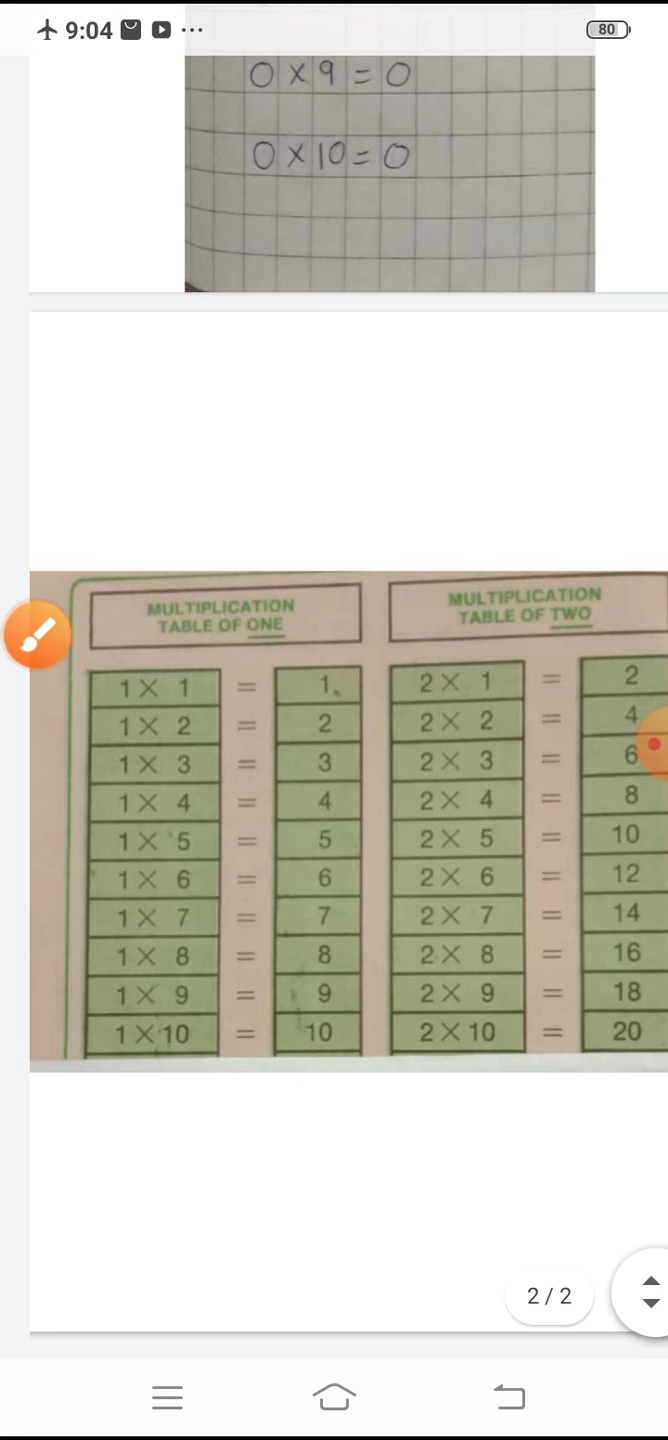 9:04
80
0 × 9 = 0
0 × 10 = 0
MULTIPLICATION
TABLE OF ONE
1 × 1 = 1
1 × 2 = 2
1 × 3 = 3
1 × 4 = 4
1 × 5 = 5
1 × 6 = 6
1 × 7 = 7
1 × 8 = 8
1 × 9 = 9
1 × 10 = 10
MULTIPLICATION
TABLE OF TWO
2 × 1 = 2
2 × 2 = 4
2 × 3 = 6
2 × 4 = 8
2 × 5 = 10
2 × 6 = 12
2 × 7 = 14
2 × 8 = 16
2 × 9 = 18
2 × 10 = 20
2 / 2